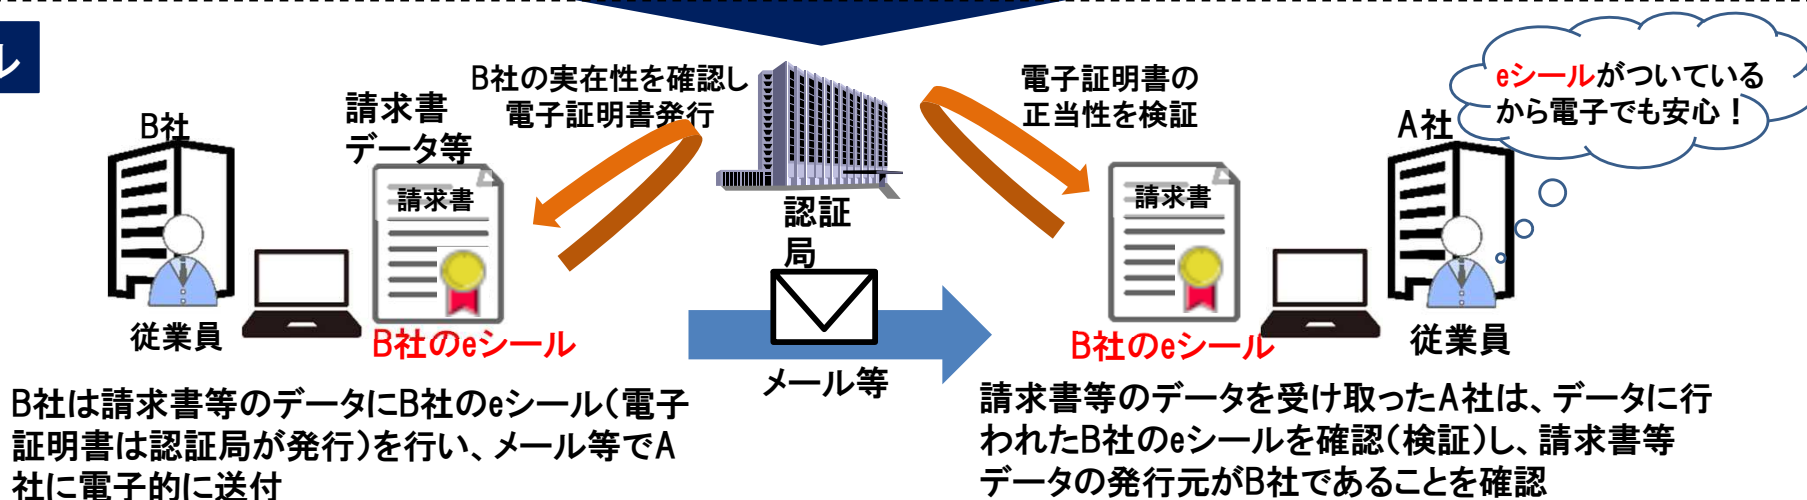 ル
B社
従業員
請求書
データ等
請求書
B社のeシール
B社の実在性を確認し
電子証明書発行
認証
局
電子証明書の
正当性を検証
メール等
請求書
B社のeシール
A社
従業員
eシールがついている
から電子でも安心！
B社は請求書等のデータにB社のeシール（電子
証明書は認証局が発行）を行い、メール等でA
社に電子的に送付
請求書等のデータを受け取ったA社は、データに行
われたB社のeシールを確認（検証）し、請求書等
データの発行元がB社であることを確認